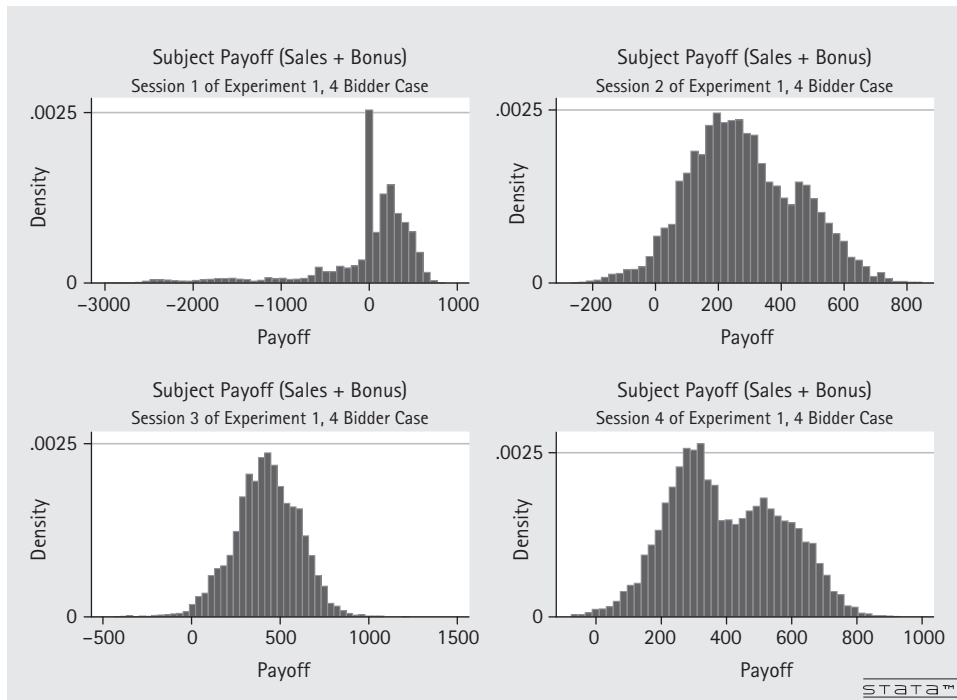 Subject Payoff (Sales + Bonus)
Session 1 of Experiment 1, 4 Bidder Case
.0025
Density
0
−3000 −2000 −1000 0 1000
Payoff
Subject Payoff (Sales + Bonus)
Session 2 of Experiment 1, 4 Bidder Case
.0025
Density
0
−200 0 200 400 600 800
Payoff
Subject Payoff (Sales + Bonus)
Session 3 of Experiment 1, 4 Bidder Case
.0025
Density
0
−500 0 500 1000 1500
Payoff
Subject Payoff (Sales + Bonus)
Session 4 of Experiment 1, 4 Bidder Case
.0025
Density
0
0 200 400 600 800 1000
Payoff
STATA™